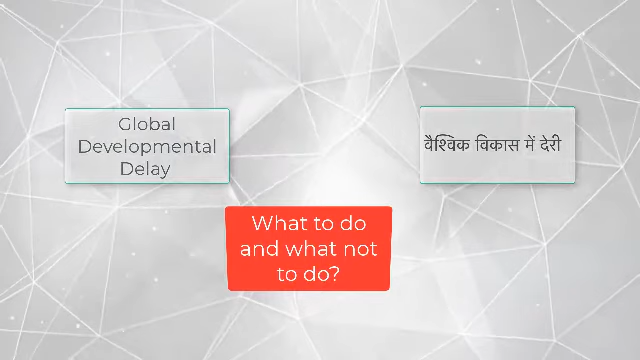 Global
Developmental
Delay
वैश्विक विकास में देरी
What to do
and what not
to do?